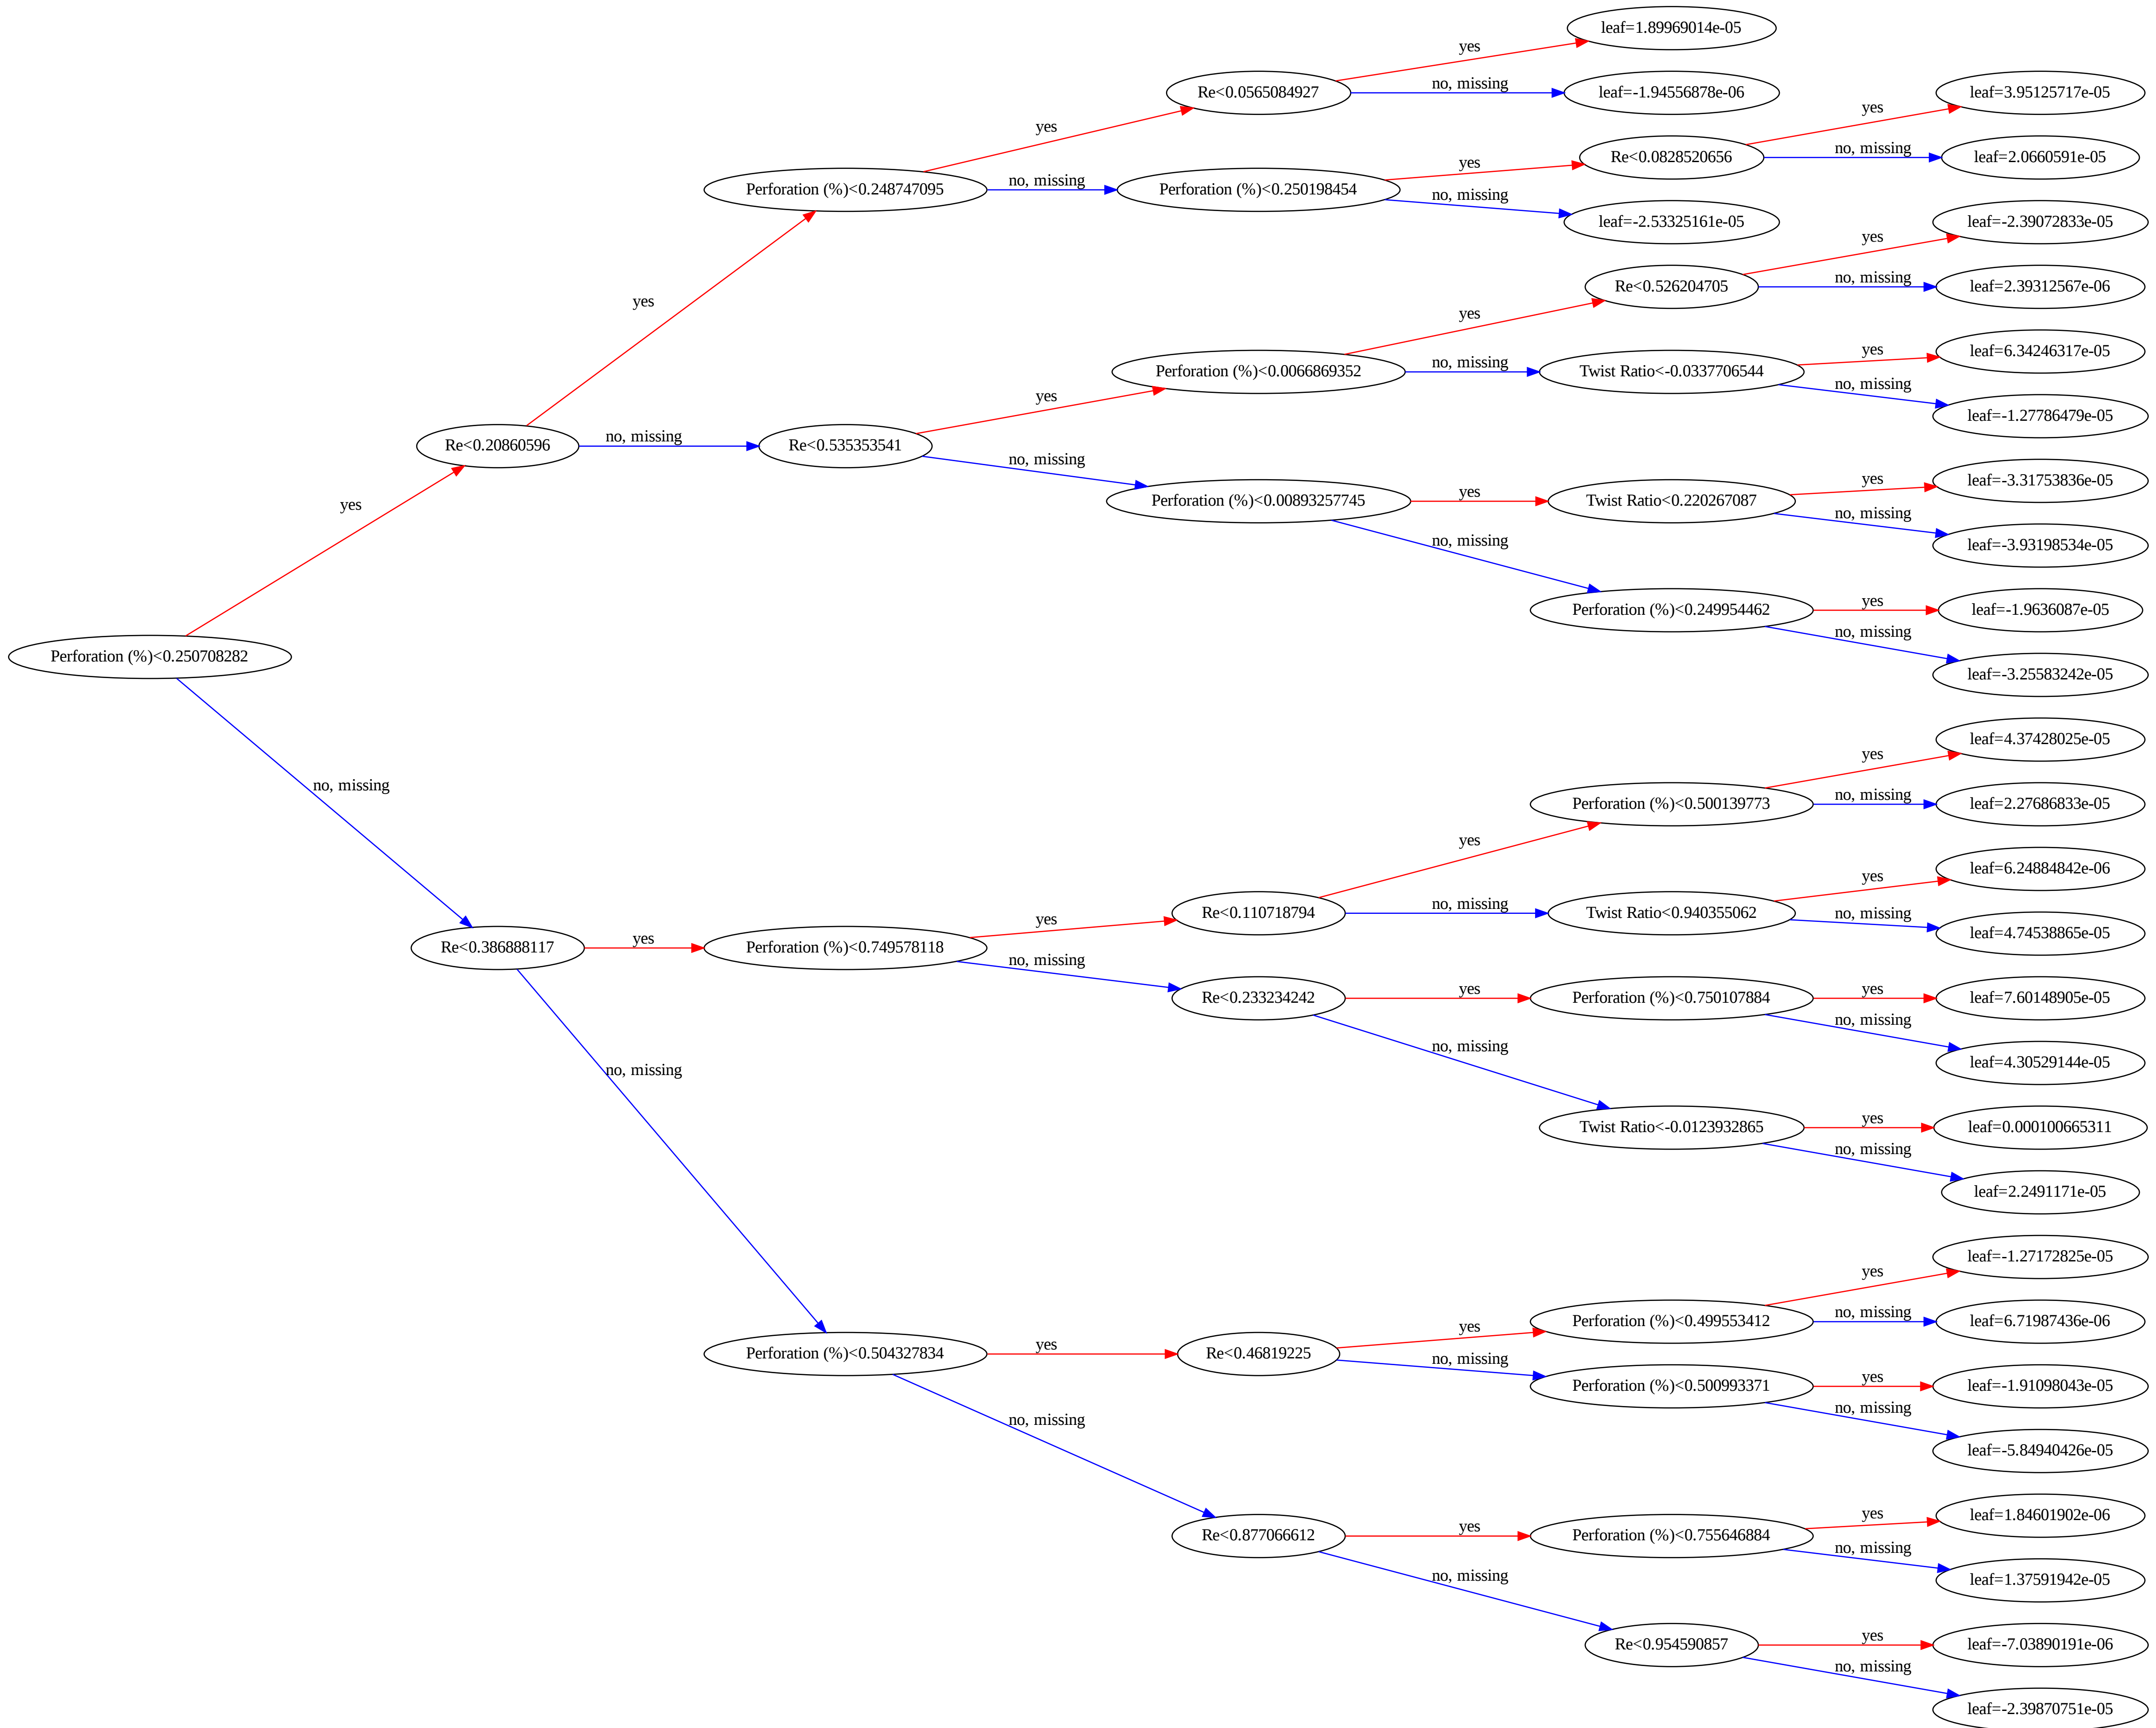 leaf=1.89969014e-05
yes
Re<0.0565084927
no, missing
leaf=-1.94556878e-06
leaf=3.95125717e-05
yes
yes
Re<0.0828520656
no, missing
leaf=2.0660591e-05
Perforation (%)<0.248747095
no, missing
Perforation (%)<0.250198454
yes
no, missing
leaf=-2.53325161e-05
leaf=-2.39072833e-05
yes
Re<0.526204705
no, missing
leaf=2.39312567e-06
yes
yes
Perforation (%)<0.0066869352
no, missing
Twist Ratio<-0.0337706544
yes
leaf=6.34246317e-05
no, missing
leaf=-1.27786479e-05
yes
Re<0.20860596
no, missing
Re<0.535353541
no, missing
Perforation (%)<0.00893257745
yes
Twist Ratio<0.220267087
yes
leaf=-3.31753836e-05
no, missing
leaf=-3.93198534e-05
yes
no, missing
Perforation (%)<0.249954462
yes
leaf=-1.9636087e-05
no, missing
leaf=-3.25583242e-05
Perforation (%)<0.250708282
no, missing
leaf=4.37428025e-05
yes
Perforation (%)<0.500139773
no, missing
leaf=2.27686833e-05
yes
Re<0.110718794
no, missing
Twist Ratio<0.940355062
yes
leaf=6.24884842e-06
no, missing
leaf=4.74538865e-05
Re<0.386888117
yes
Perforation (%)<0.749578118
yes
no, missing
Re<0.233234242
yes
Perforation (%)<0.750107884
yes
leaf=7.60148905e-05
no, missing
leaf=4.30529144e-05
no, missing
Twist Ratio<-0.0123932865
yes
leaf=0.000100665311
no, missing
leaf=2.2491171e-05
no, missing
leaf=-1.27172825e-05
yes
Perforation (%)<0.499553412
no, missing
leaf=6.71987436e-06
Perforation (%)<0.504327834
yes
Re<0.46819225
yes
no, missing
Perforation (%)<0.500993371
yes
leaf=-1.91098043e-05
no, missing
leaf=-5.84940426e-05
no, missing
Re<0.877066612
yes
Perforation (%)<0.755646884
yes
leaf=1.84601902e-06
no, missing
leaf=1.37591942e-05
no, missing
Re<0.954590857
yes
leaf=-7.03890191e-06
no, missing
leaf=-2.39870751e-05